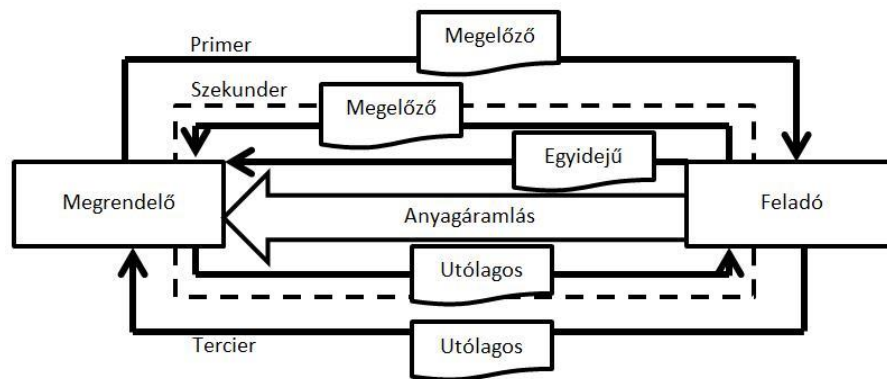 Primer
Megelőző
Szekunder
Megelőző
Egyidejű
Megrendelő
Anyagáramlás
Feladó
Utólagos
Tercier
Utólagos